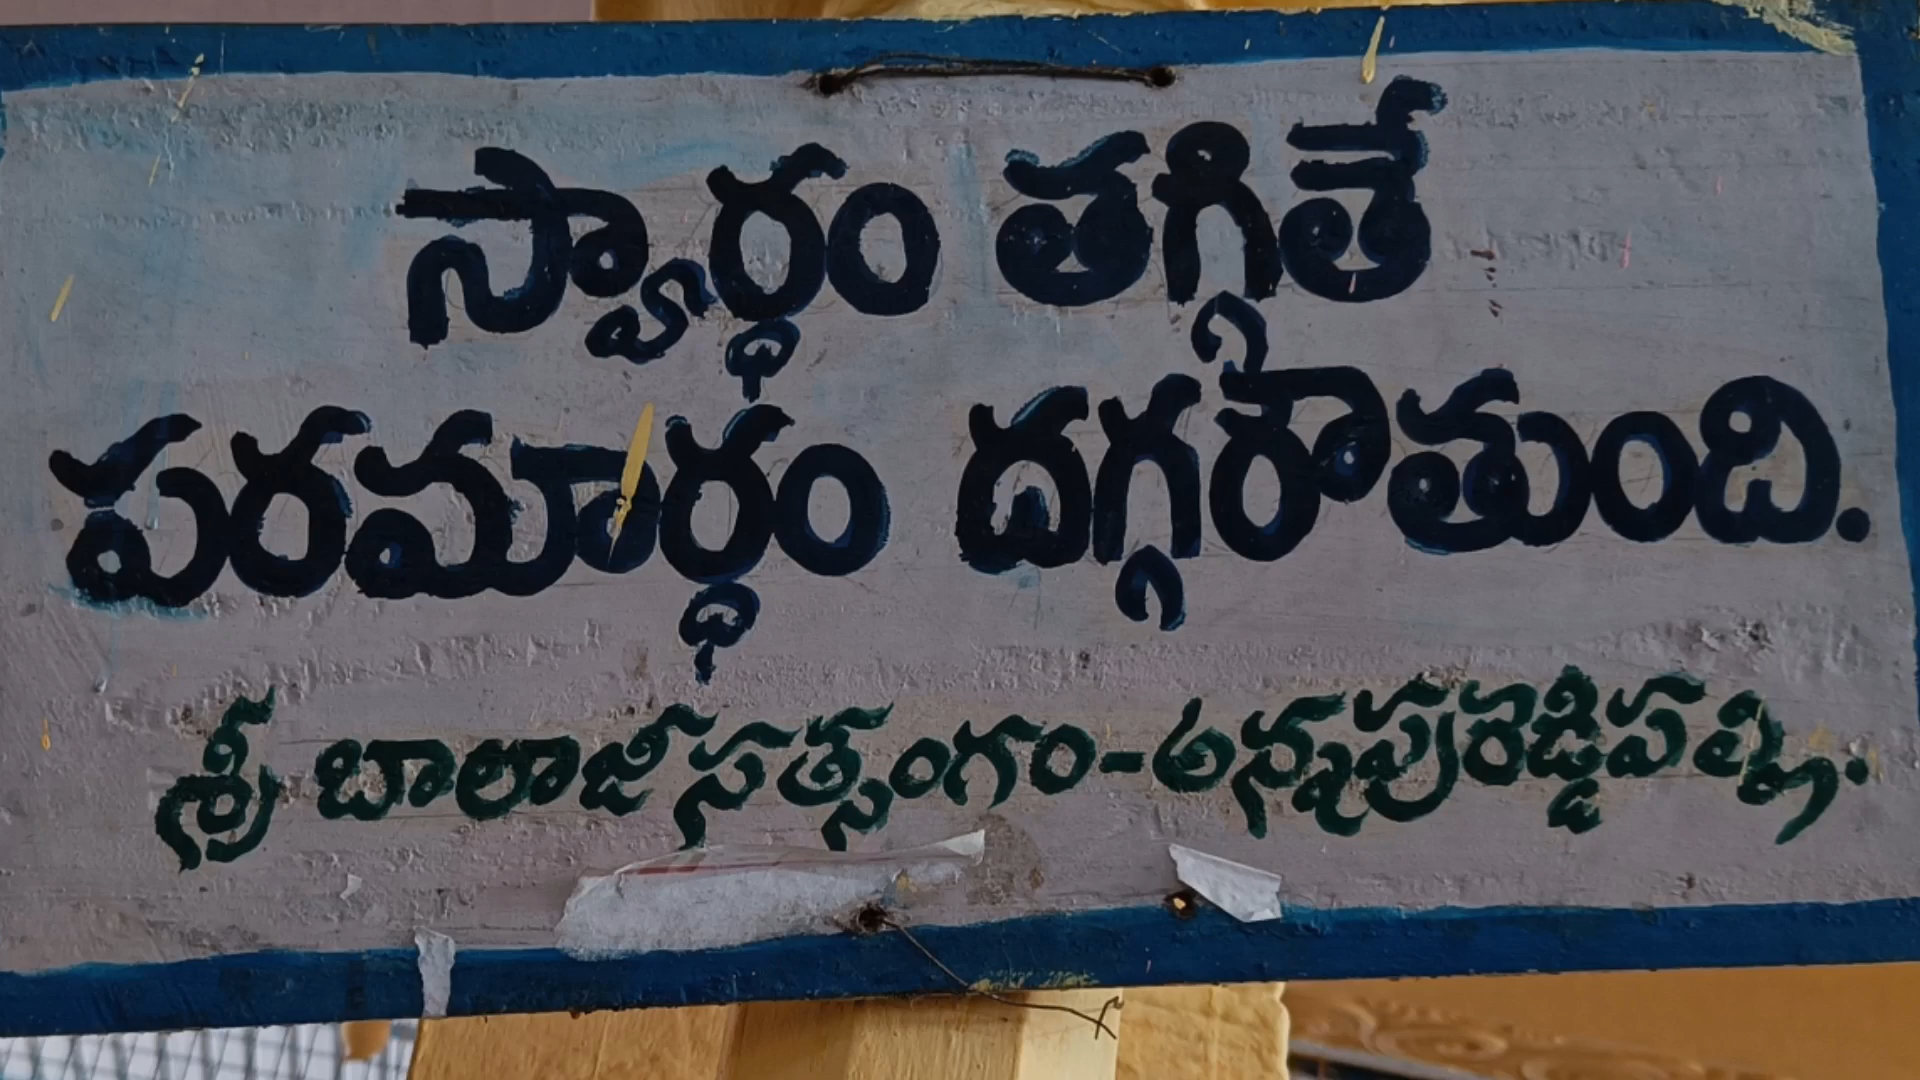 స్వార్థం తగ్గితే
పరమార్థం దగ్గరౌతుంది.
శ్రీ బాలాజీ సత్సంగం-అన్నపురెడ్డిపల్లి.